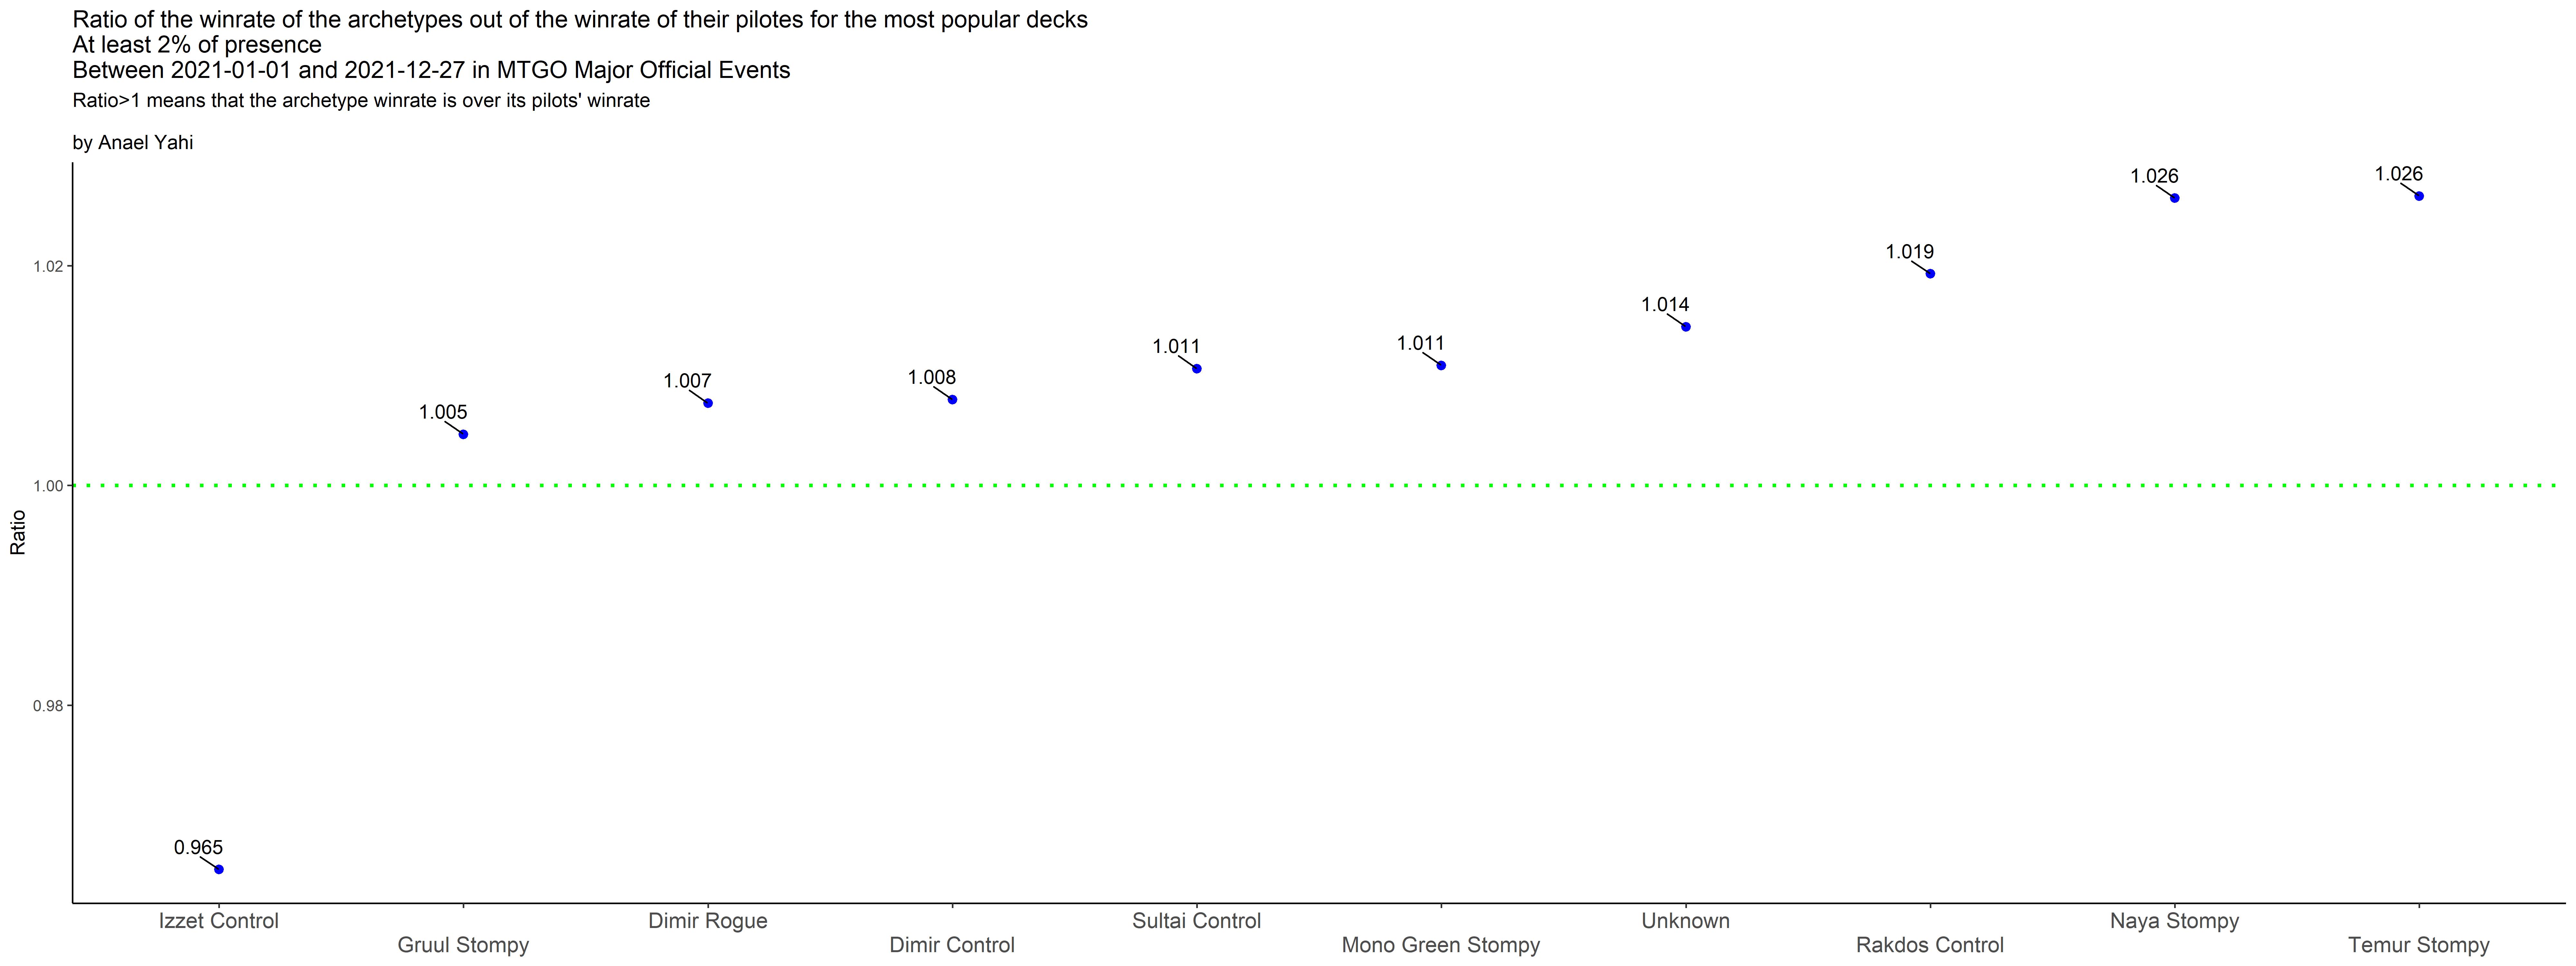 Ratio of the winrate of the archetypes out of the winrate of their pilotes for the most popular decks
At least 2% of presence
Between 2021-01-01 and 2021-12-27 in MTGO Major Official Events
Ratio>1 means that the archetype winrate is over its pilots' winrate
by Anael Yahi
1.026
1.026
1.02
1.019
1.014
1.011
1.011
1.008
1.007
1.005
1.00
Ratio
0.98
0.965
Izzet Control
Gruul Stompy
Dimir Rogue
Dimir Control
Sultai Control
Mono Green Stompy
Unknown
Rakdos Control
Naya Stompy
Temur Stompy